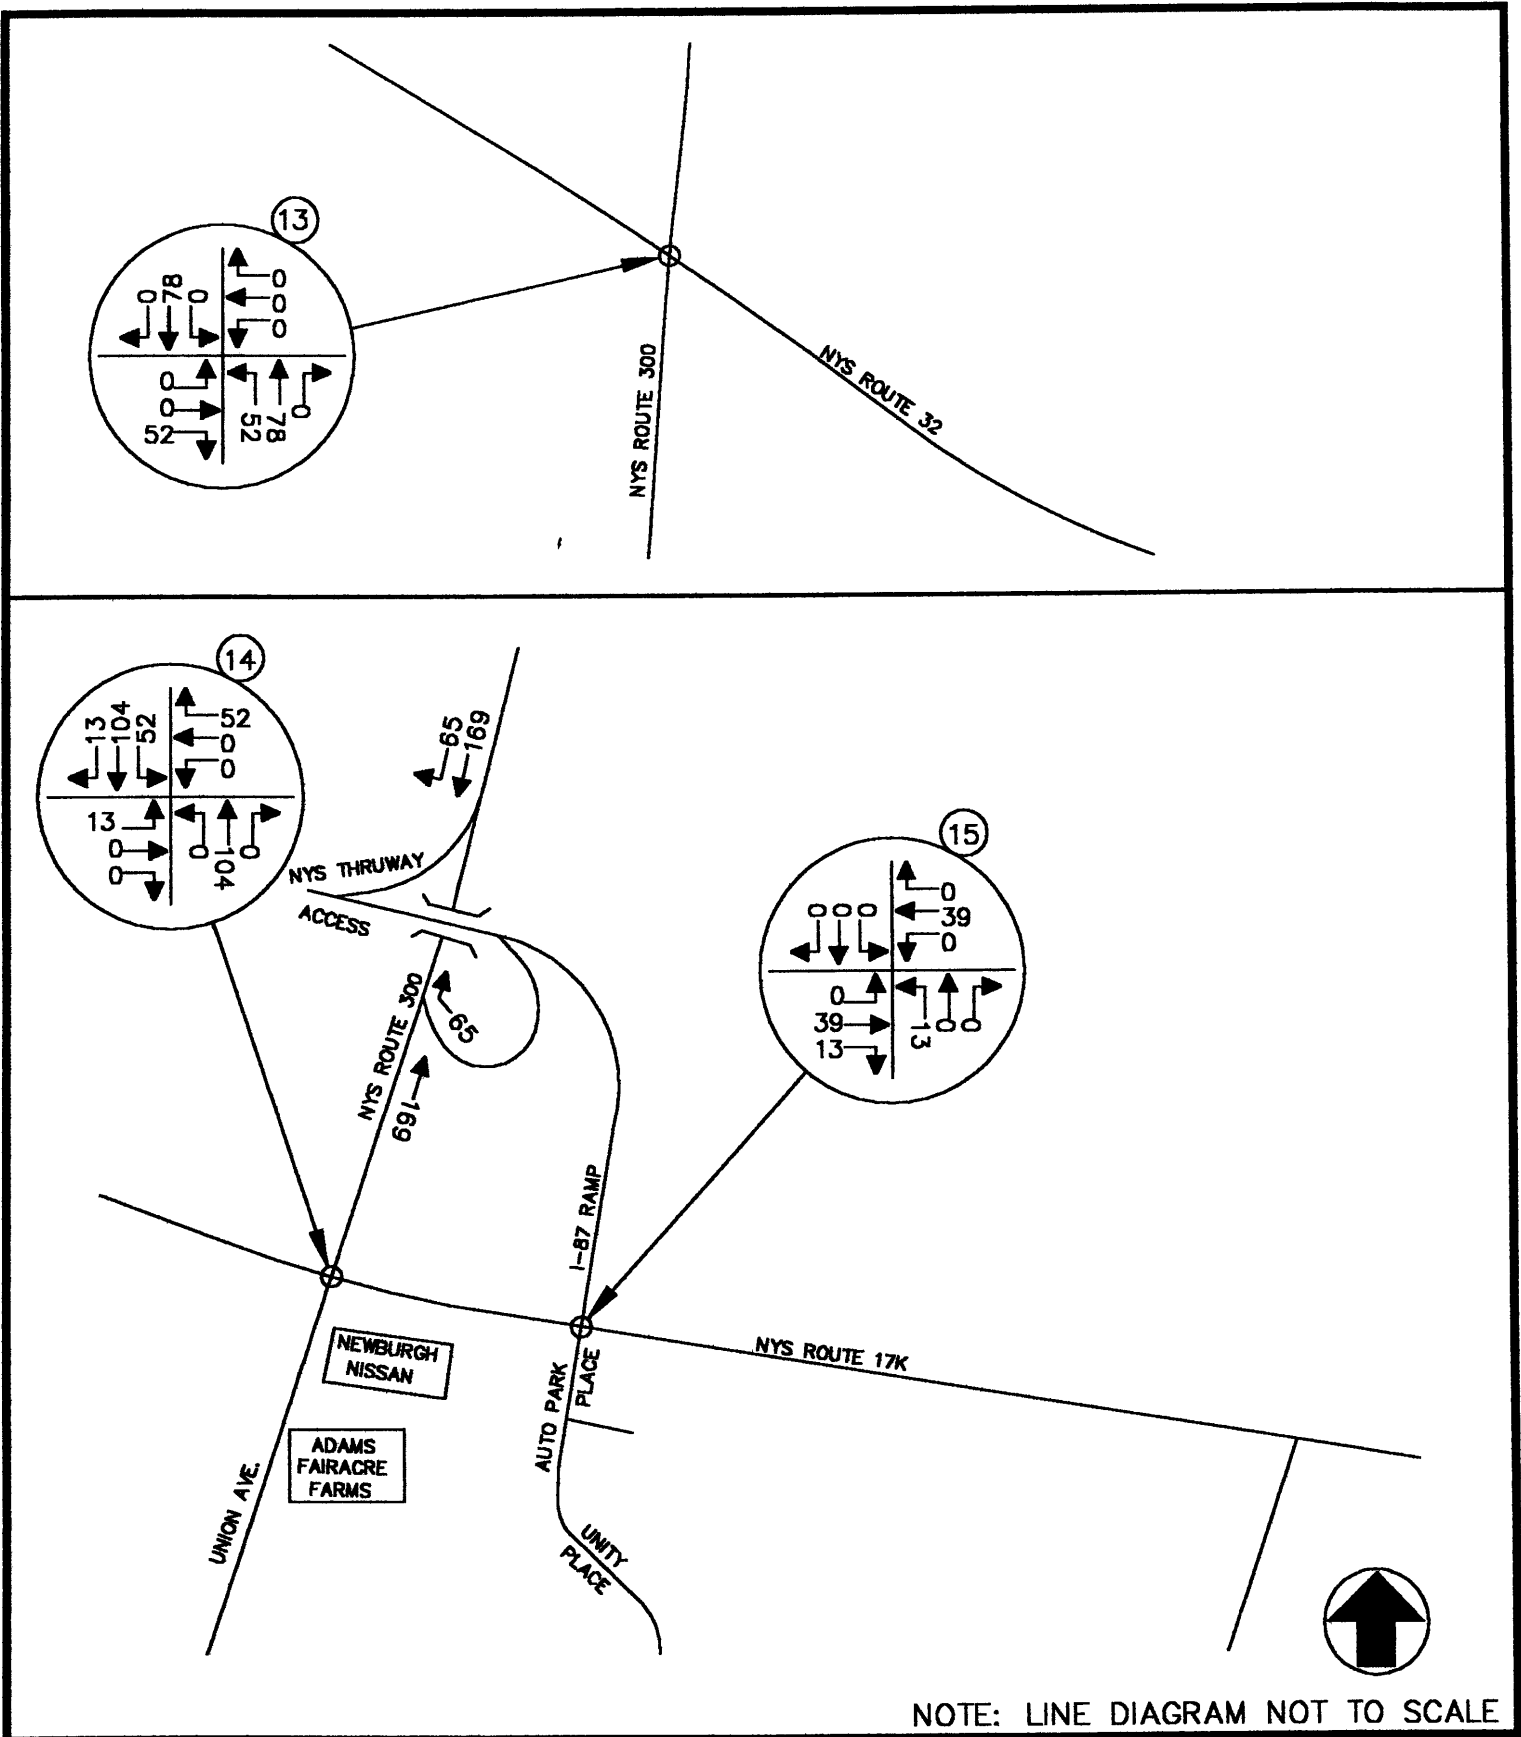 13
0
78
0
0
0
0
0
0
52
52
78
0
NYS ROUTE 300
NYS ROUTE 32
14
13
104
52
52
0
0
13
0
0
0
104
0
65
169
NYS THRUWAY
ACCESS
NYS ROUTE 300
65
169
15
0
0
0
0
39
0
0
39
13
13
0
0
I-87 RAMP
NEWBURGH
NISSAN
ADAMS
FAIRACRE
FARMS
UNION AVE.
AUTO PARK
PLACE
NYS ROUTE 17K
UNITY
PLACE
NOTE: LINE DIAGRAM NOT TO SCALE